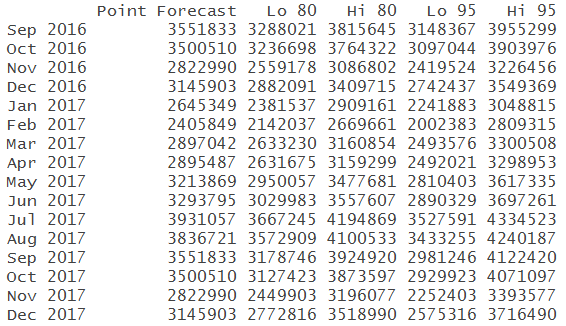 Point Forecast Lo 80 Hi 80 Lo 95 Hi 95
Sep 2016 3551833 3288021 3815645 3148367 3955299
Oct 2016 3500510 3236698 3764322 3097044 3903976
Nov 2016 2822990 2559178 3086802 2419524 3226456
Dec 2016 3145903 2882091 3409715 2742437 3549369
Jan 2017 2645349 2381537 2909161 2241883 3048815
Feb 2017 2405849 2142037 2669661 2002383 2809315
Mar 2017 2897042 2633230 3160854 2493576 3300508
Apr 2017 2895487 2631675 3159299 2492021 3298953
May 2017 3213869 2950057 3477681 2810403 3617335
Jun 2017 3293795 3029983 3557607 2890329 3697261
Jul 2017 3931057 3667245 4194869 3527591 4334523
Aug 2017 3836721 3572909 4100533 3433255 4240187
Sep 2017 3551833 3178746 3924920 2981246 4122420
Oct 2017 3500510 3127423 3873597 2929923 4071097
Nov 2017 2822990 2449903 3196077 2252403 3393577
Dec 2017 3145903 2772816 3518990 2575316 3716490